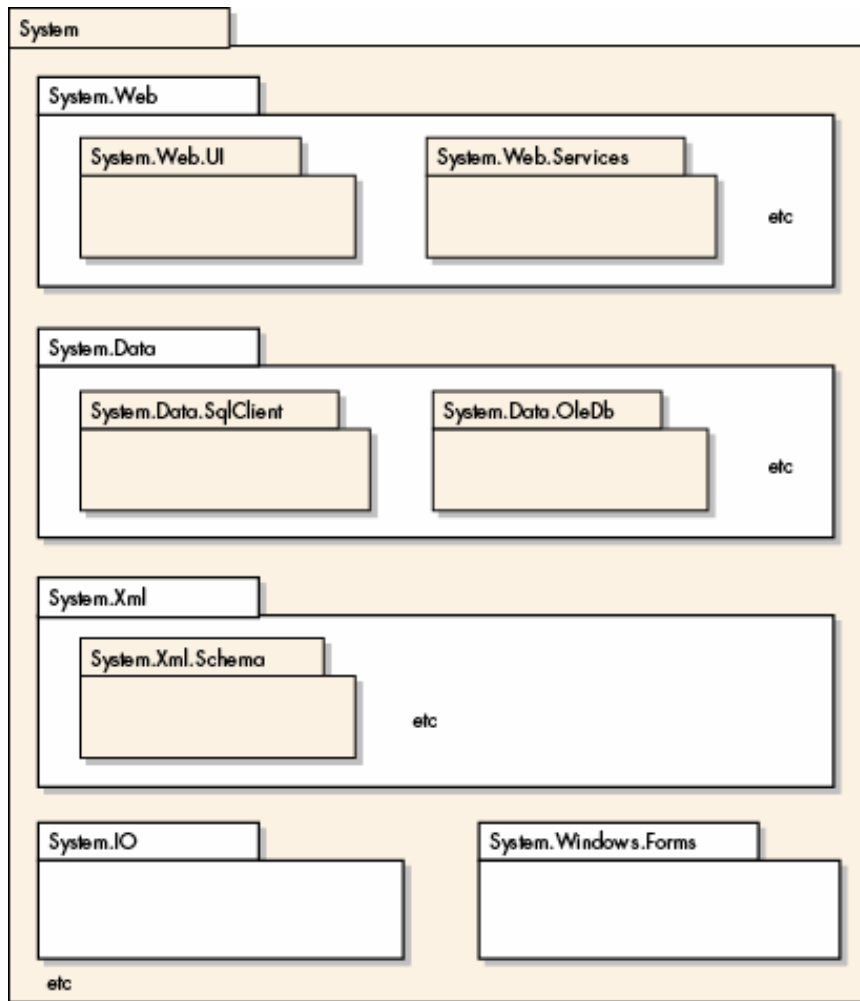 System
System.Web
System.Web.UI
System.Web.Services
etc
System.Data
System.Data.SqlClient
System.Data.OleDb
etc
System.Xml
System.Xml.Schema
etc
System.IO
System.Windows.Forms
etc